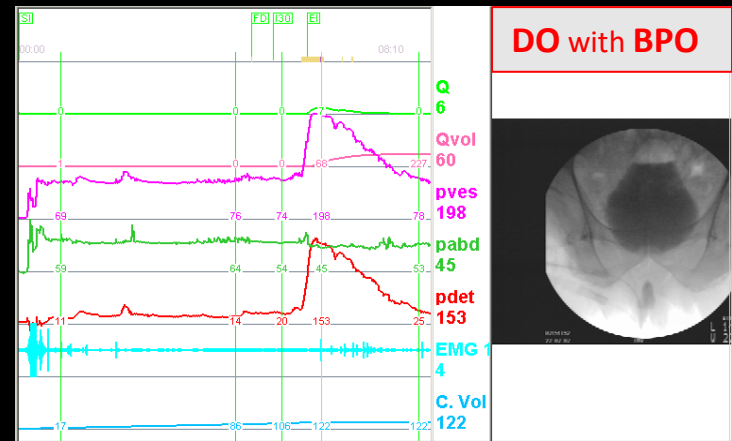 SI FD I30 EI
00:00 08:10
DO with BPO
Q
6
0 0 0 7 0
Qvol
60
1 0 0 68 227
pves
198
69 76 74 198 78
pabd
45
59 64 54 45 53
pdet
153
11 14 20 153 25
EMG 1
4
C. Vol
122
17 86 106 122 122